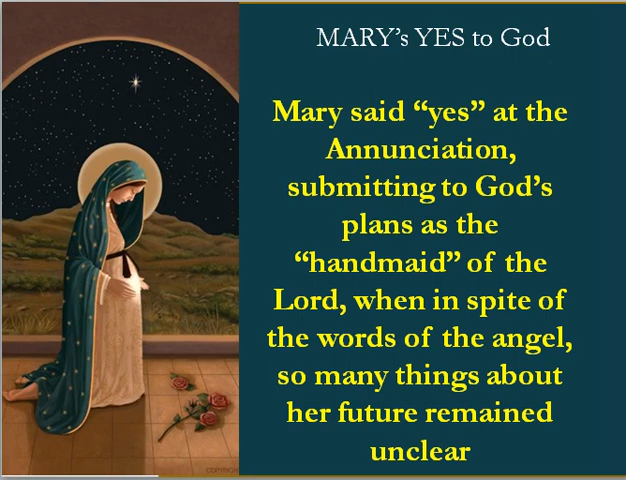 MARY's YES to God
Mary said “yes” at the
Annunciation,
submitting to God's
plans as the
“handmaid” of the
Lord, when in spite of
the words of the angel,
so many things about
her future remained
unclear